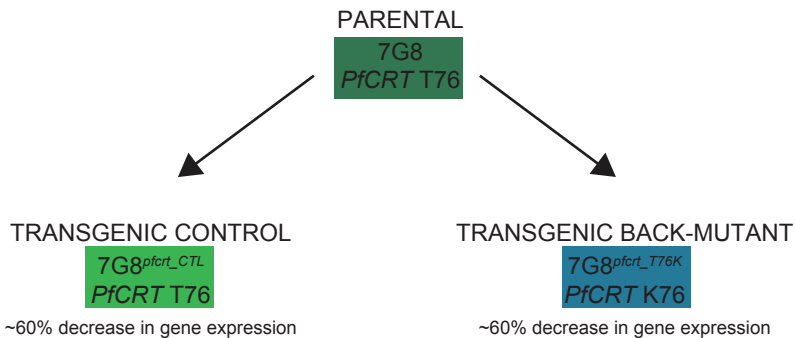 PARENTAL
7G8
PfCRT T76
TRANSGENIC CONTROL
7G8pfcrt_CTL
PfCRT T76
~60% decrease in gene expression
TRANSGENIC BACK-MUTANT
7G8pfcrt_T76K
PfCRT K76
~60% decrease in gene expression